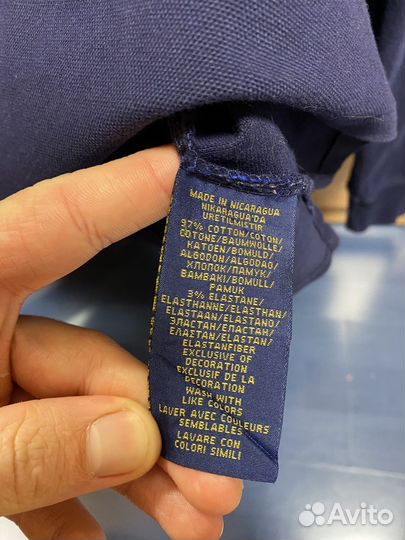 MADE IN NICARAGUA
NIKARAGUA'DA
URETILMISTIR
97% COTTON/COTON/
COTONE/BAUMWOLLE/
KATOEN/BOMULD/
ALGODON/ALGODAO/
ХЛОПОК/ПАМУК/
BAMBAKI/BOMULL/
PAMUK
3% ELASTANE/
ELASTHANNE/ELASTHAN/
ELASTAAN/ELASTANO/
ЭЛАСТАН/ЕЛАСТАН/
ΕΛΑΣΤΑΝ/ELASTAN/
ELASTANFIBER
EXCLUSIVE OF
DECORATION
EXCLUSIF DE LA
DECORATION
WASH WITH
LIKE COLORS
LAVER AVEC COULEURS
SEMBLABLES
LAVARE CON
COLORI SIMILI
Avito